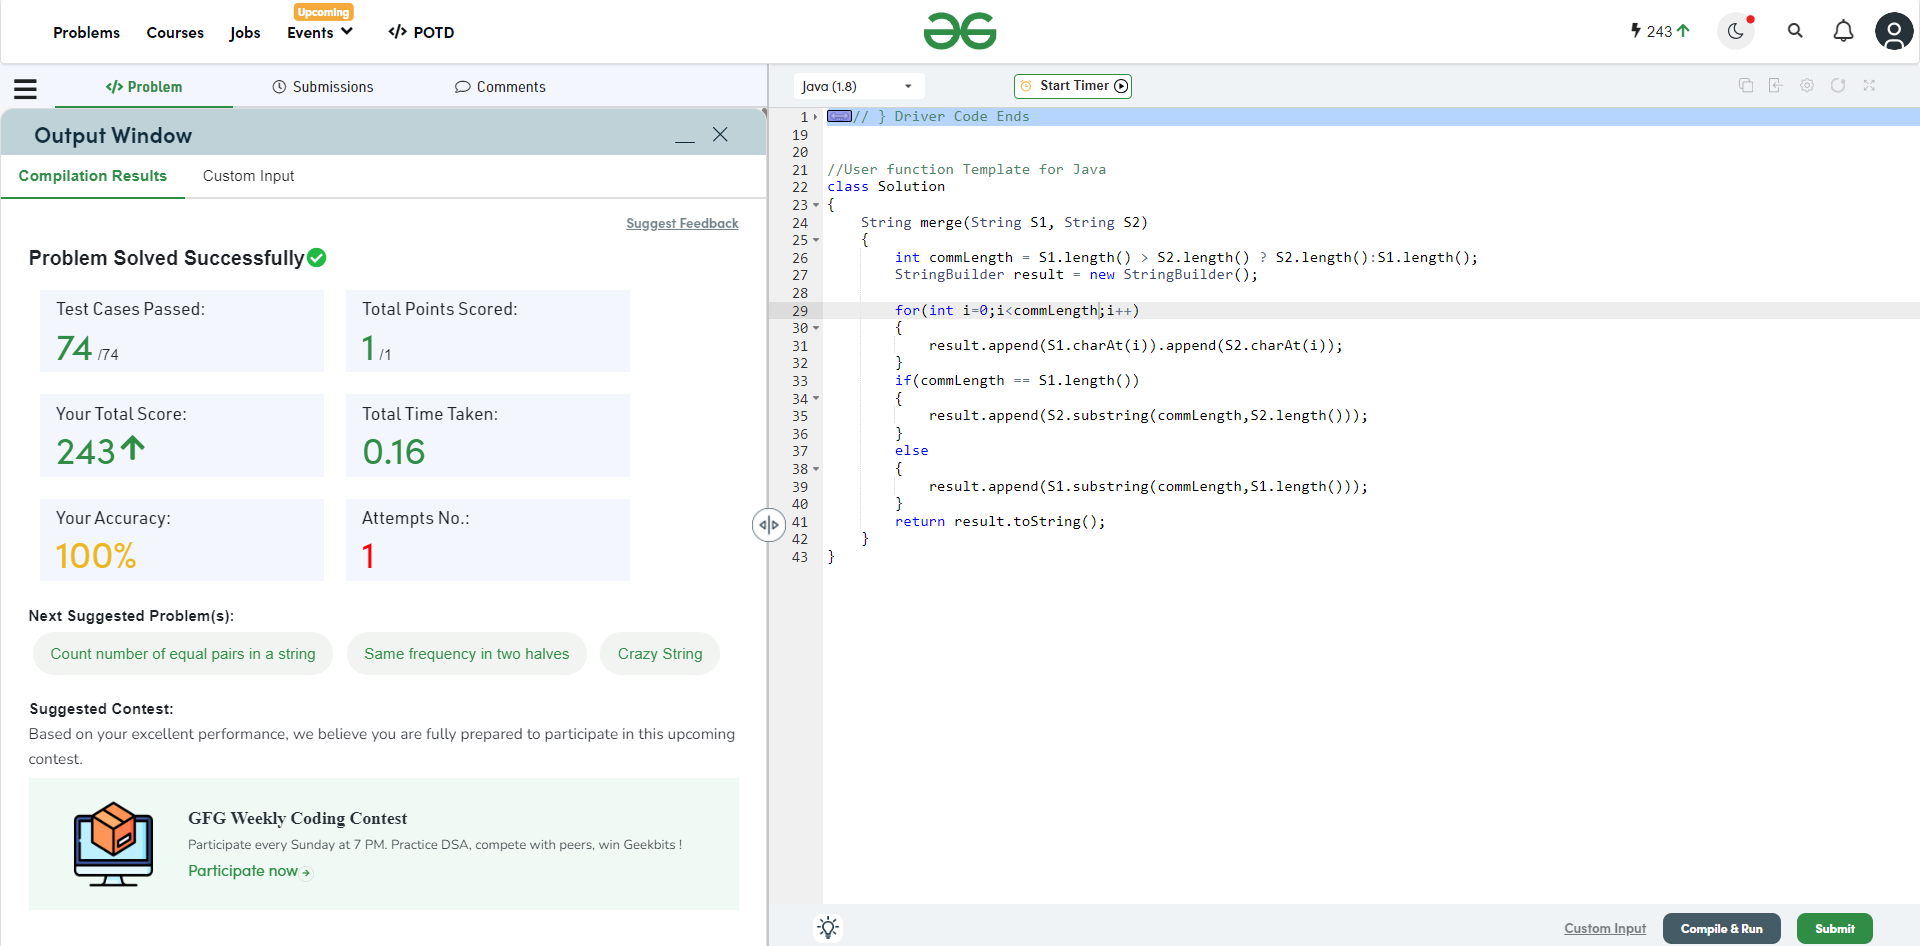 Problems Courses Jobs Upcoming Events </> POTD
243
</> Problem Submissions Comments
Output Window
Compilation Results Custom Input
Suggest Feedback
Problem Solved Successfully
Test Cases Passed:
74 /74
Total Points Scored:
1 /1
Your Total Score:
243
Total Time Taken:
0.16
Your Accuracy:
100%
Attempts No.:
1
Next Suggested Problem(s):
Count number of equal pairs in a string
Same frequency in two halves
Crazy String
Suggested Contest:
Based on your excellent performance, we believe you are fully prepared to participate in this upcoming
contest.
GFG Weekly Coding Contest
Participate every Sunday at 7 PM. Practice DSA, compete with peers, win Geekbits !
Participate now
Java (1.8) Start Timer
1 // } Driver Code Ends
19
20
21 //User function Template for Java
22 class Solution
23 {
24     String merge(String S1, String S2)
25     {
26         int commLength = S1.length() > S2.length() ? S2.length():S1.length();
27         StringBuilder result = new StringBuilder();
28
29         for(int i=0;i<commLength;i++)
30         {
31             result.append(S1.charAt(i)).append(S2.charAt(i));
32         }
33         if(commLength == S1.length())
34         {
35             result.append(S2.substring(commLength,S2.length()));
36         }
37         else
38         {
39             result.append(S1.substring(commLength,S1.length()));
40         }
41         return result.toString();
42     }
43 }
Custom Input Compile & Run Submit